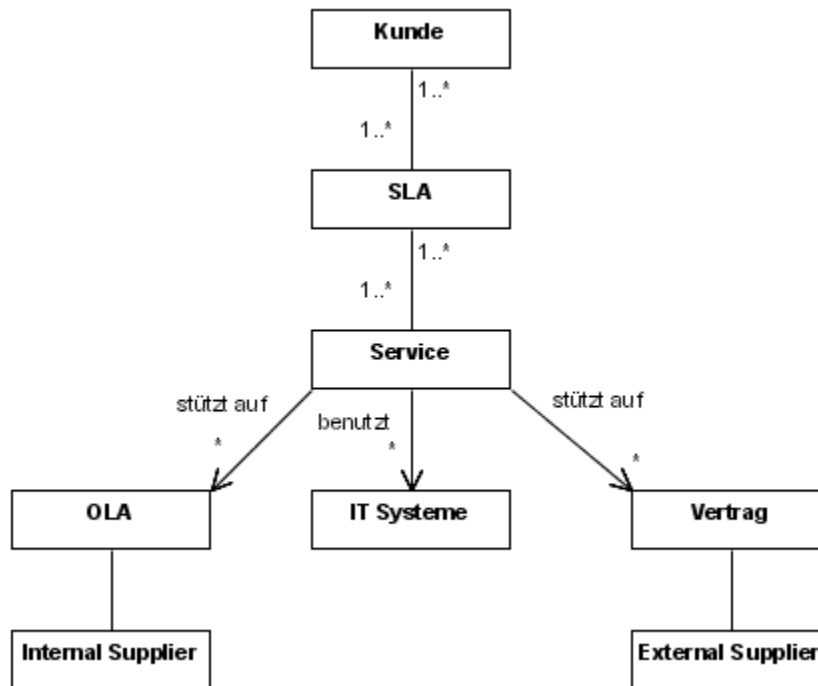 Kunde
1..*
1..*
SLA
1..*
1..*
Service
stützt auf
benutzt
stützt auf
*
*
*
OLA
IT Systeme
Vertrag
Internal Supplier
External Supplier